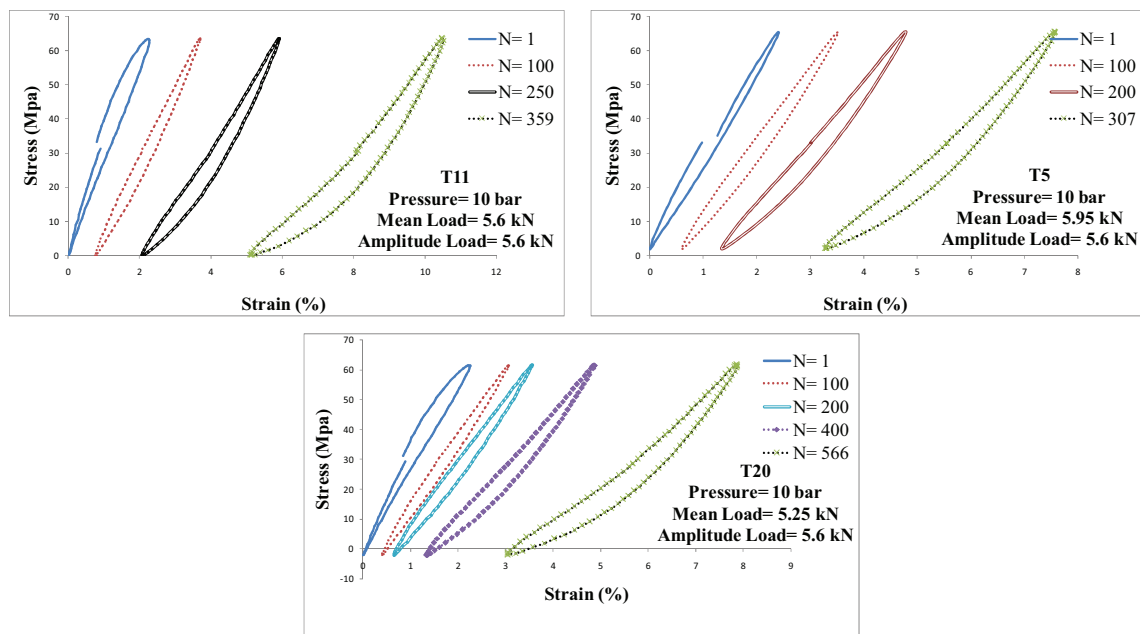 70
60
50
40
30
20
10
0
0 2 4 6 8 10 12
Stress (Mpa)
Strain (%)
N= 1
N= 100
N= 250
N= 359
T11
Pressure= 10 bar
Mean Load= 5.6 kN
Amplitude Load= 5.6 kN
70
60
50
40
30
20
10
0
0 1 2 3 4 5 6 7 8
Stress (Mpa)
Strain (%)
N= 1
N= 100
N= 200
N= 307
T5
Pressure= 10 bar
Mean Load= 5.95 kN
Amplitude Load= 5.6 kN
70
60
50
40
30
20
10
0
-10
0 1 2 3 4 5 6 7 8 9
Stress (Mpa)
Strain (%)
N= 1
N= 100
N= 200
N= 400
N= 566
T20
Pressure= 10 bar
Mean Load= 5.25 kN
Amplitude Load= 5.6 kN